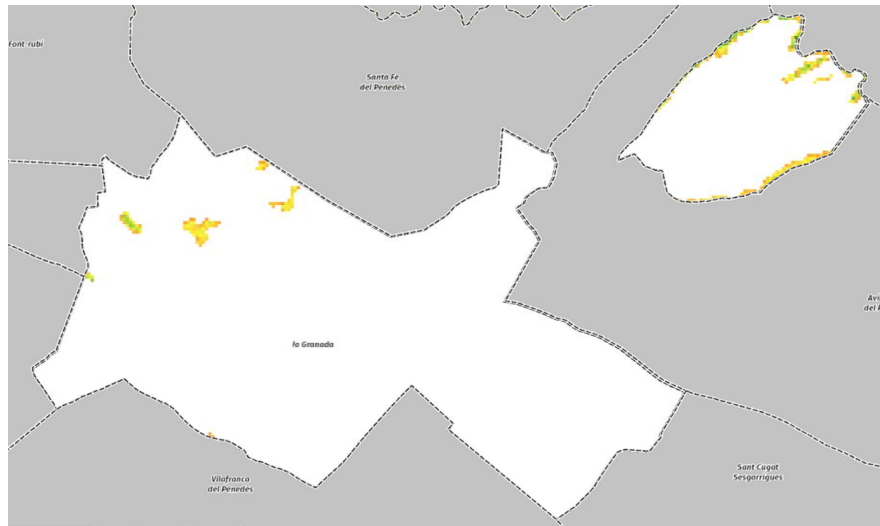 Font-rubí
Santa Fe
del Penedès
la Granada
Vilafranca
del Penedès
Sant Cugat
Sesgarrigues